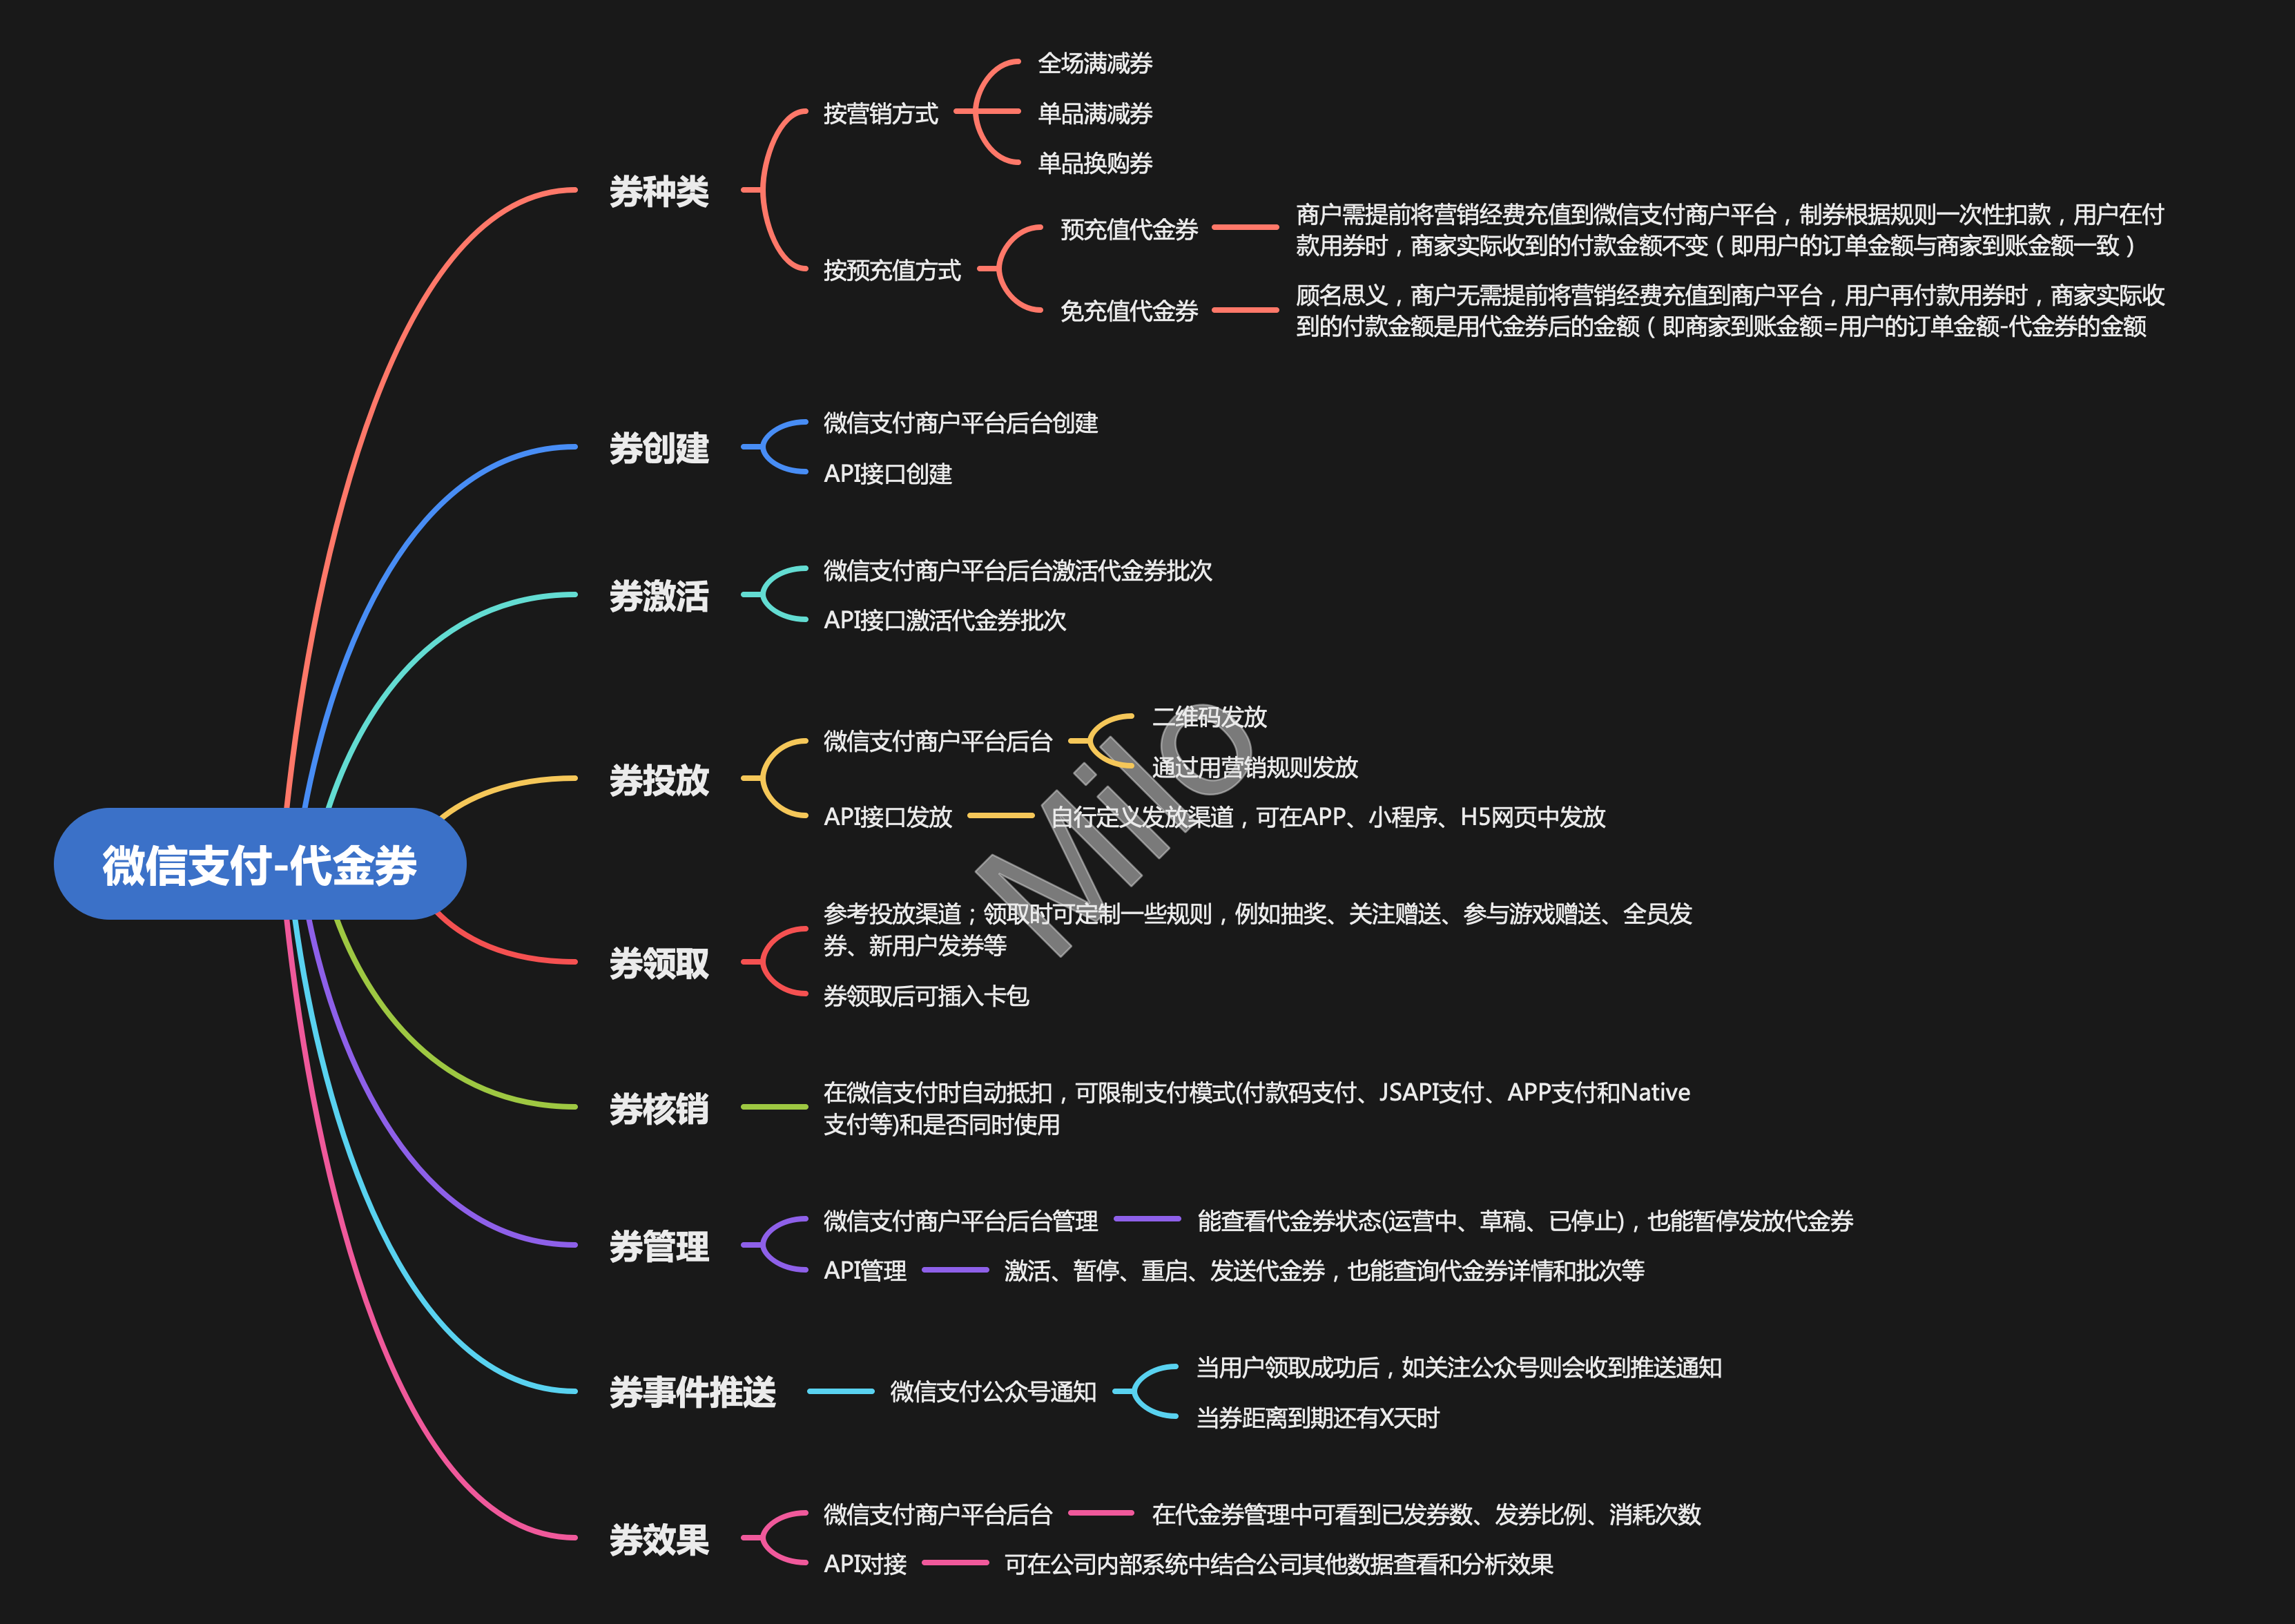 微信支付-代金券
券种类
按营销方式
全场满减券
单品满减券
单品换购券
按预充值方式
预充值代金券
商户需提前将营销经费充值到微信支付商户平台，制券根据规则一次性扣款，用户在付
款用券时，商家实际收到的付款金额不变（即用户的订单金额与商家到账金额一致）
免充值代金券
顾名思义，商户无需提前将营销经费充值到商户平台，用户再付款用券时，商家实际收
到的付款金额是用代金券后的金额（即商家到账金额=用户的订单金额-代金券的金额
券创建
微信支付商户平台后台创建
API接口创建
券激活
微信支付商户平台后台激活代金券批次
API接口激活代金券批次
券投放
微信支付商户平台后台
二维码发放
通过用营销规则发放
API接口发放
自行定义发放渠道，可在APP、小程序、H5网页中发放
券领取
参考投放渠道；领取时可定制一些规则，例如抽奖、关注赠送、参与游戏赠送、全员发
券、新用户发券等
券领取后可插入卡包
券核销
在微信支付时自动抵扣，可限制支付模式(付款码支付、JSAPI支付、APP支付和Native
支付等)和是否同时使用
券管理
微信支付商户平台后台管理
能查看代金券状态(运营中、草稿、已停止)，也能暂停发放代金券
API管理
激活、暂停、重启、发送代金券，也能查询代金券详情和批次等
券事件推送
微信支付公众号通知
当用户领取成功后，如关注公众号则会收到推送通知
当券距离到期还有X天时
券效果
微信支付商户平台后台
在代金券管理中可看到已发券数、发券比例、消耗次数
API对接
可在公司内部系统中结合公司其他数据查看和分析效果
Milo